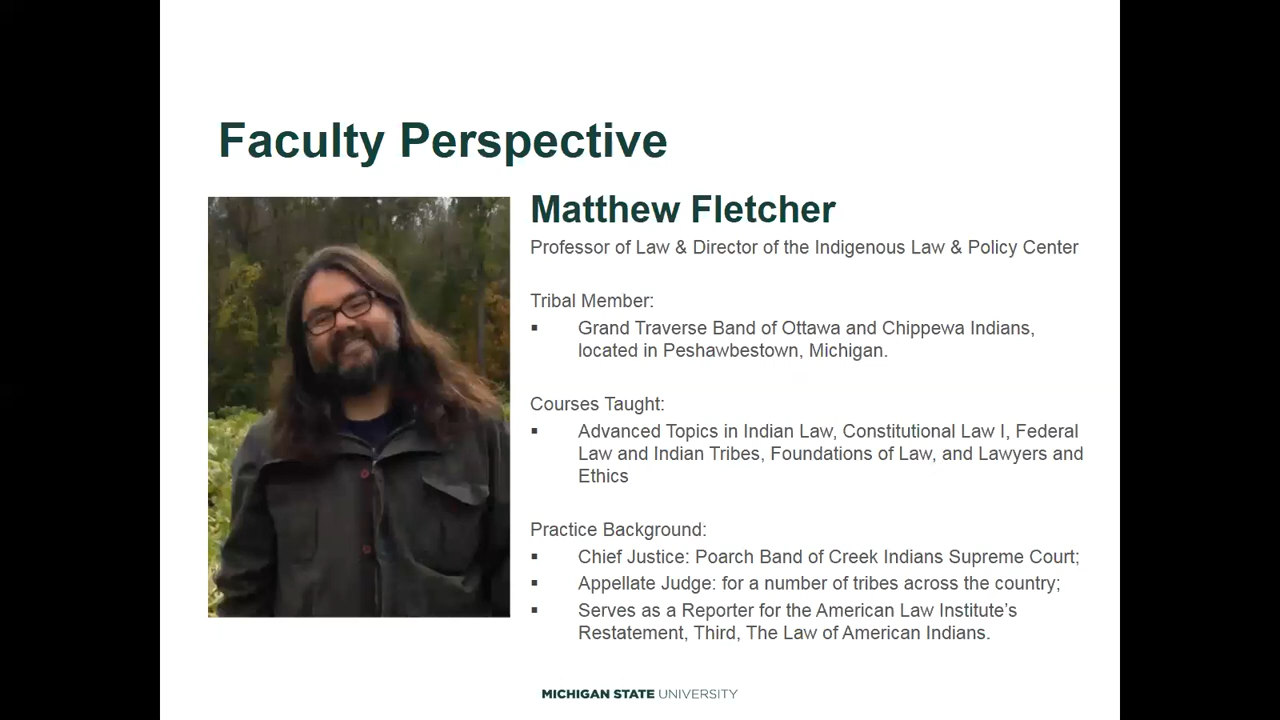 Faculty Perspective
Matthew Fletcher
Professor of Law & Director of the Indigenous Law & Policy Center
Tribal Member:
▪ Grand Traverse Band of Ottawa and Chippewa Indians,
located in Peshawbestown, Michigan.
Courses Taught:
▪ Advanced Topics in Indian Law, Constitutional Law I, Federal
Law and Indian Tribes, Foundations of Law, and Lawyers and
Ethics
Practice Background:
▪ Chief Justice: Poarch Band of Creek Indians Supreme Court;
▪ Appellate Judge: for a number of tribes across the country;
▪ Serves as a Reporter for the American Law Institute’s
Restatement, Third, The Law of American Indians.
MICHIGAN STATE UNIVERSITY